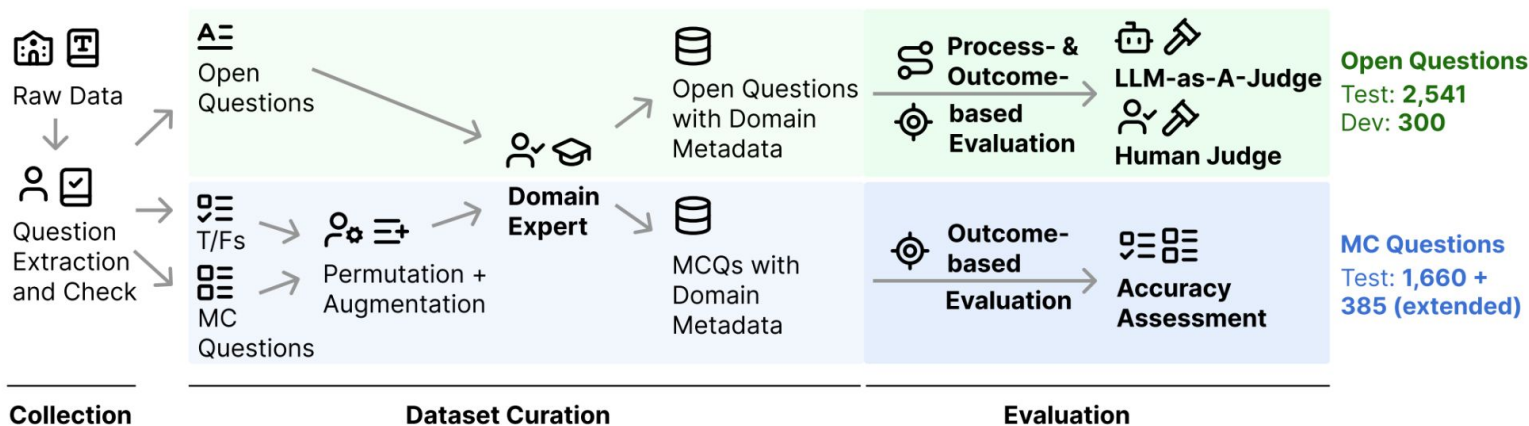 Raw Data
Question
Extraction
and Check
Open
Questions
T/Fs
MC
Questions
Permutation +
Augmentation
Domain
Expert
Open Questions
with Domain
Metadata
MCQs with
Domain
Metadata
Process- &
Outcome-
based
Evaluation
LLM-as-A-Judge
Human Judge
Outcome-
based
Evaluation
Accuracy
Assessment
Open Questions
Test: 2,541
Dev: 300
MC Questions
Test: 1,660 +
385 (extended)
Collection
Dataset Curation
Evaluation